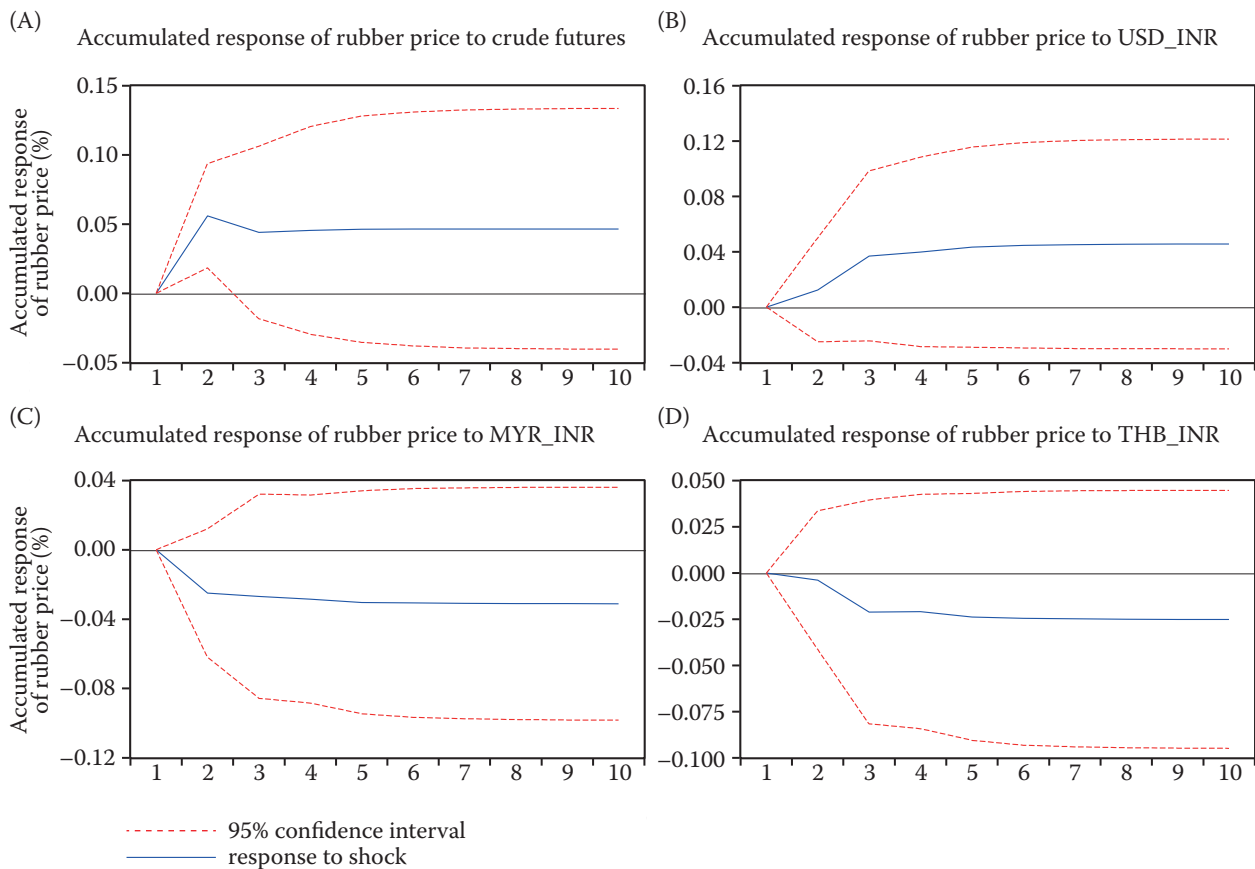 (A)
Accumulated response of rubber price to crude futures
Accumulated response
of rubber price (%)
0.15
0.10
0.05
0.00
–0.05
1 2 3 4 5 6 7 8 9 10
(B)
Accumulated response of rubber price to USD_INR
0.16
0.12
0.08
0.04
0.00
–0.04
1 2 3 4 5 6 7 8 9 10
(C)
Accumulated response of rubber price to MYR_INR
Accumulated response
of rubber price (%)
0.04
0.00
–0.04
–0.08
–0.12
1 2 3 4 5 6 7 8 9 10
(D)
Accumulated response of rubber price to THB_INR
0.050
0.025
0.000
–0.025
–0.050
–0.075
–0.100
1 2 3 4 5 6 7 8 9 10
95% confidence interval
response to shock